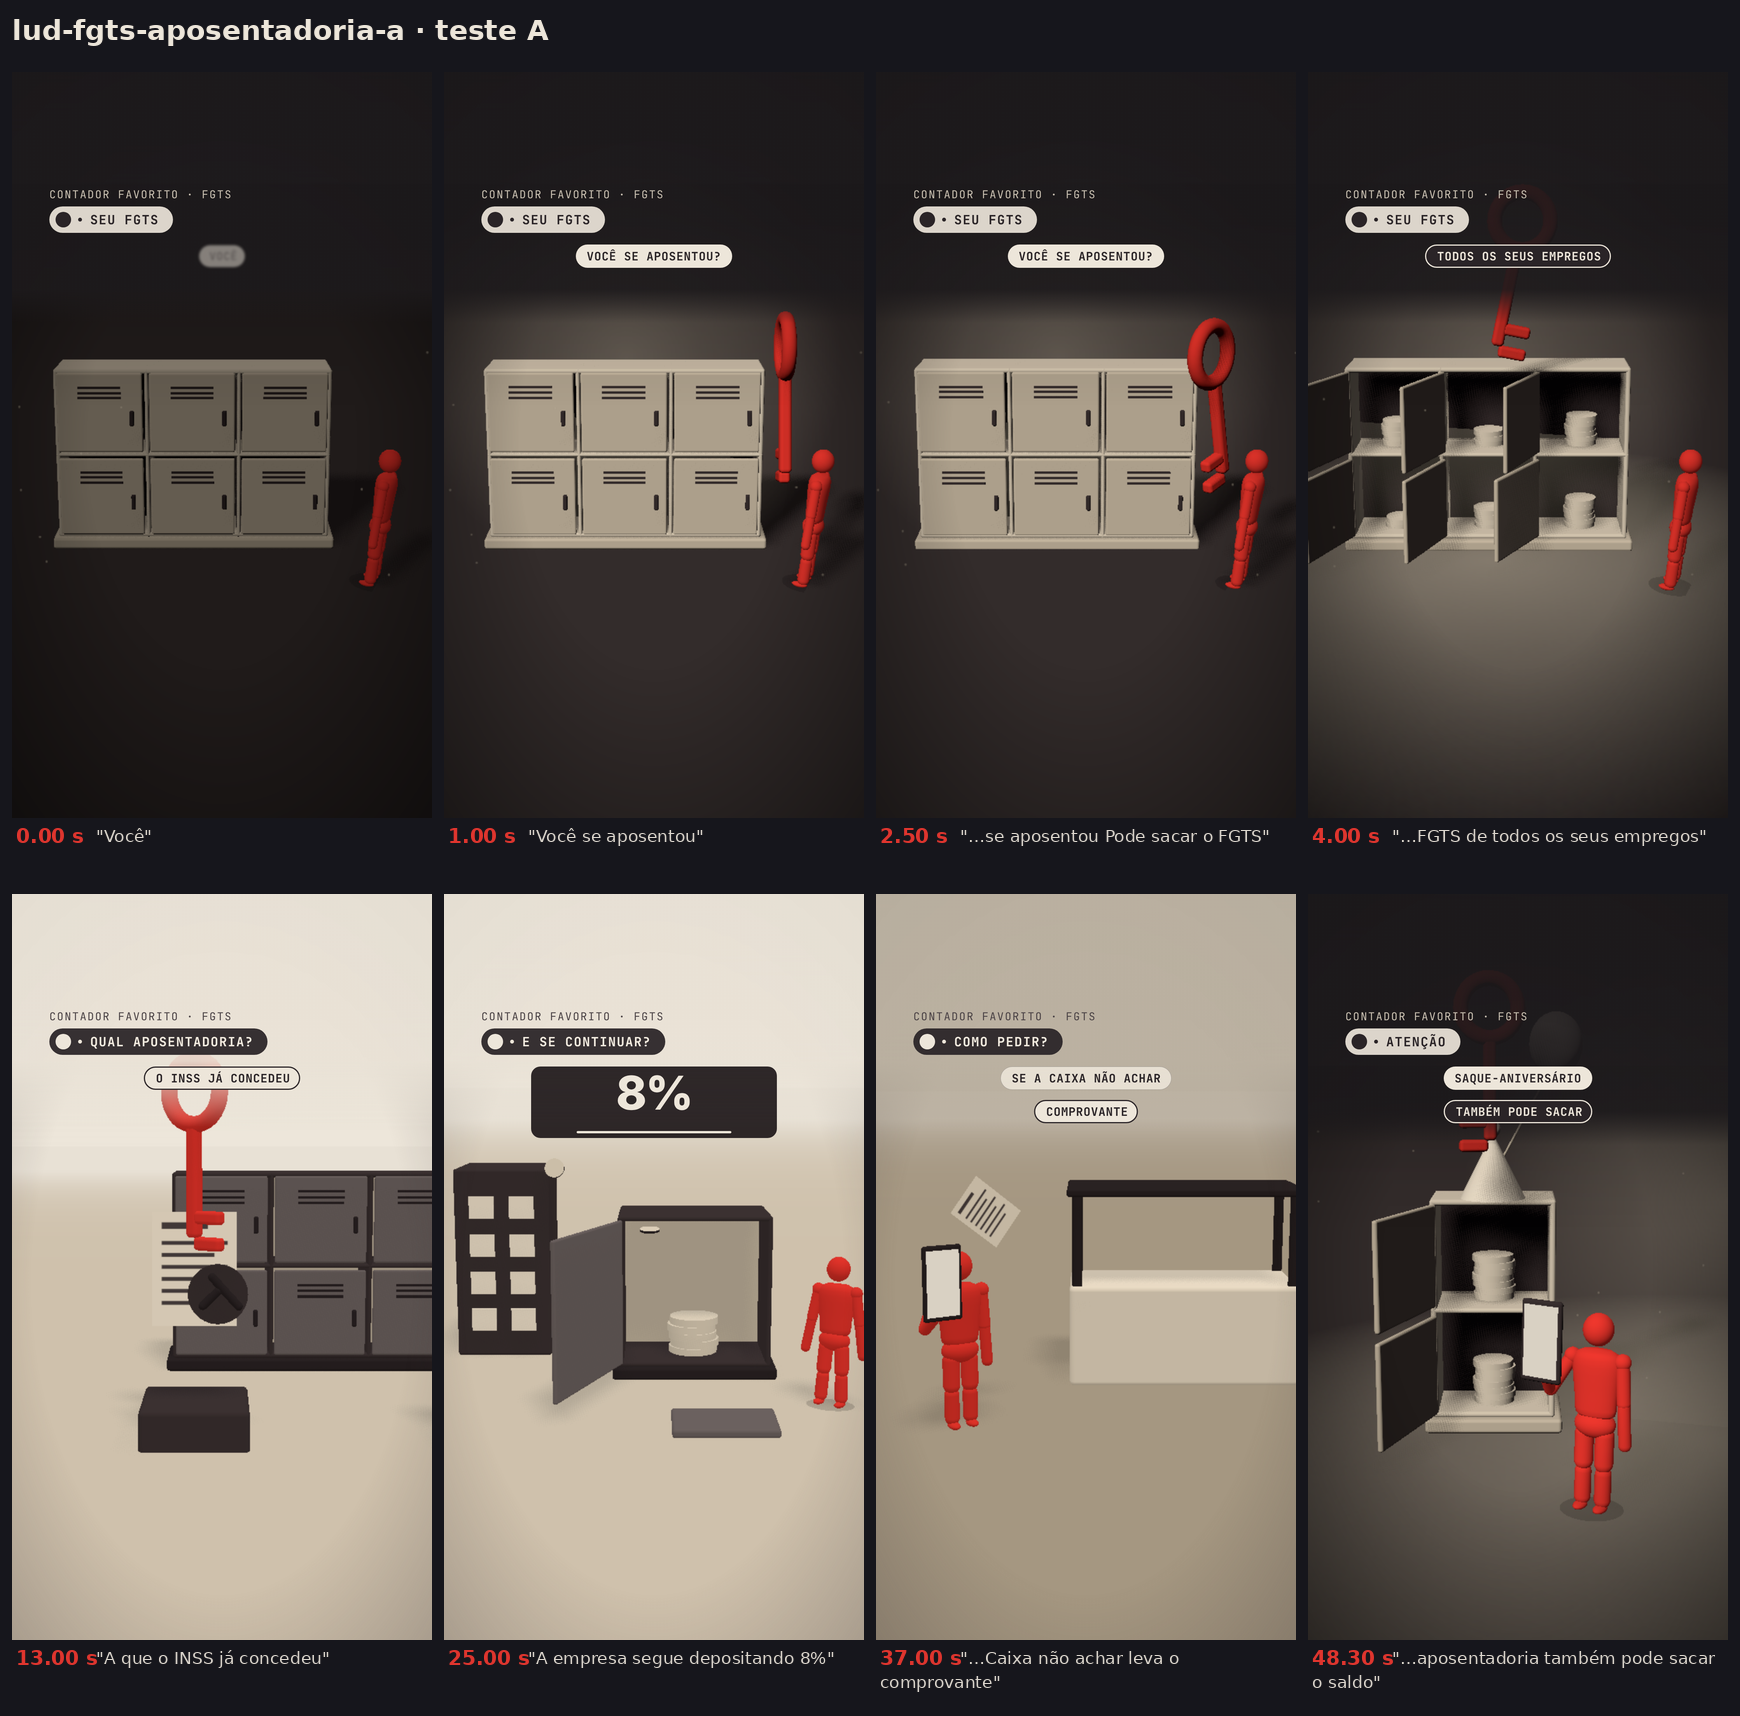 lud-fgts-aposentadoria-a · teste A
CONTADOR FAVORITO · FGTS
• SEU FGTS
VOCÊ
0.00 s "Você"
CONTADOR FAVORITO · FGTS
• SEU FGTS
VOCÊ SE APOSENTOU?
1.00 s "Você se aposentou"
CONTADOR FAVORITO · FGTS
• SEU FGTS
VOCÊ SE APOSENTOU?
2.50 s "...se aposentou Pode sacar o FGTS"
CONTADOR FAVORITO · FGTS
• SEU FGTS
TODOS OS SEUS EMPREGOS
4.00 s "...FGTS de todos os seus empregos"
CONTADOR FAVORITO · FGTS
• QUAL APOSENTADORIA?
O INSS JÁ CONCEDEU
13.00 s "A que o INSS já concedeu"
CONTADOR FAVORITO · FGTS
• E SE CONTINUAR?
8%
25.00 s "A empresa segue depositando 8%"
CONTADOR FAVORITO · FGTS
• COMO PEDIR?
SE A CAIXA NÃO ACHAR
COMPROVANTE
37.00 s "...Caixa não achar leva o
comprovante"
CONTADOR FAVORITO · FGTS
• ATENÇÃO
SAQUE-ANIVERSÁRIO
TAMBÉM PODE SACAR
48.30 s "...aposentadoria também pode sacar
o saldo"